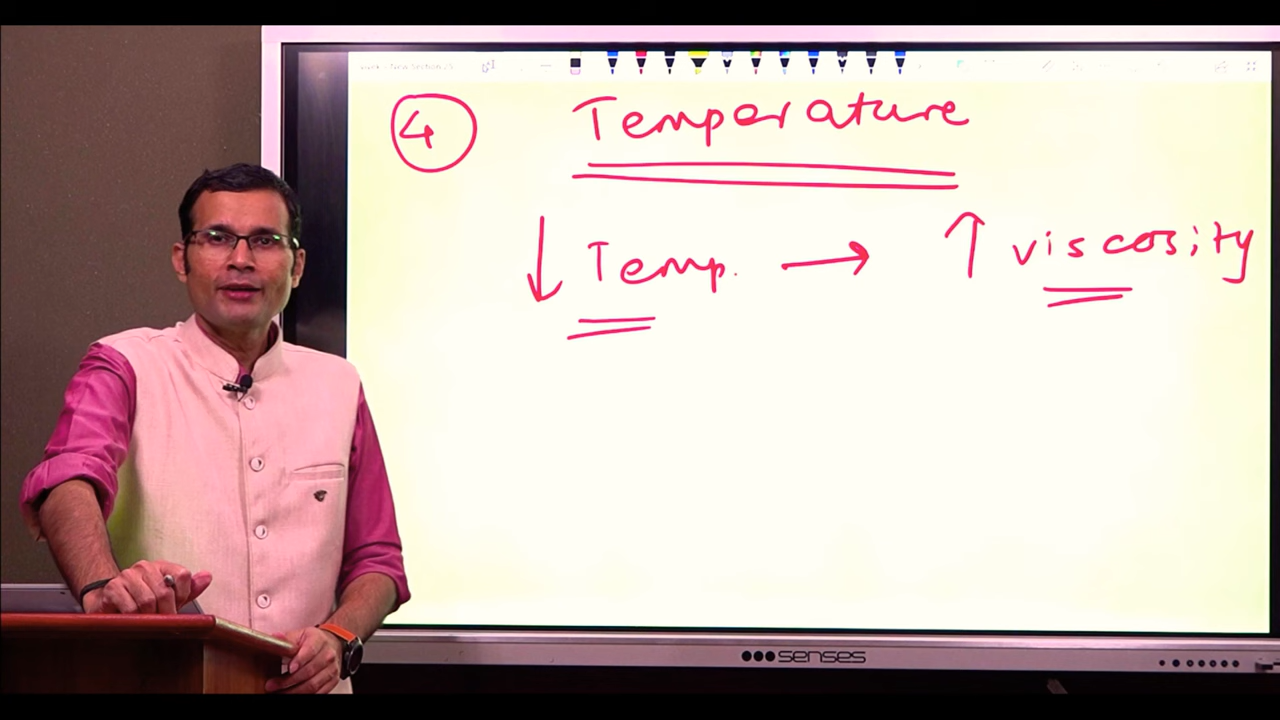 4 Temperature
↓ Temp. → ↑ viscosity
senses